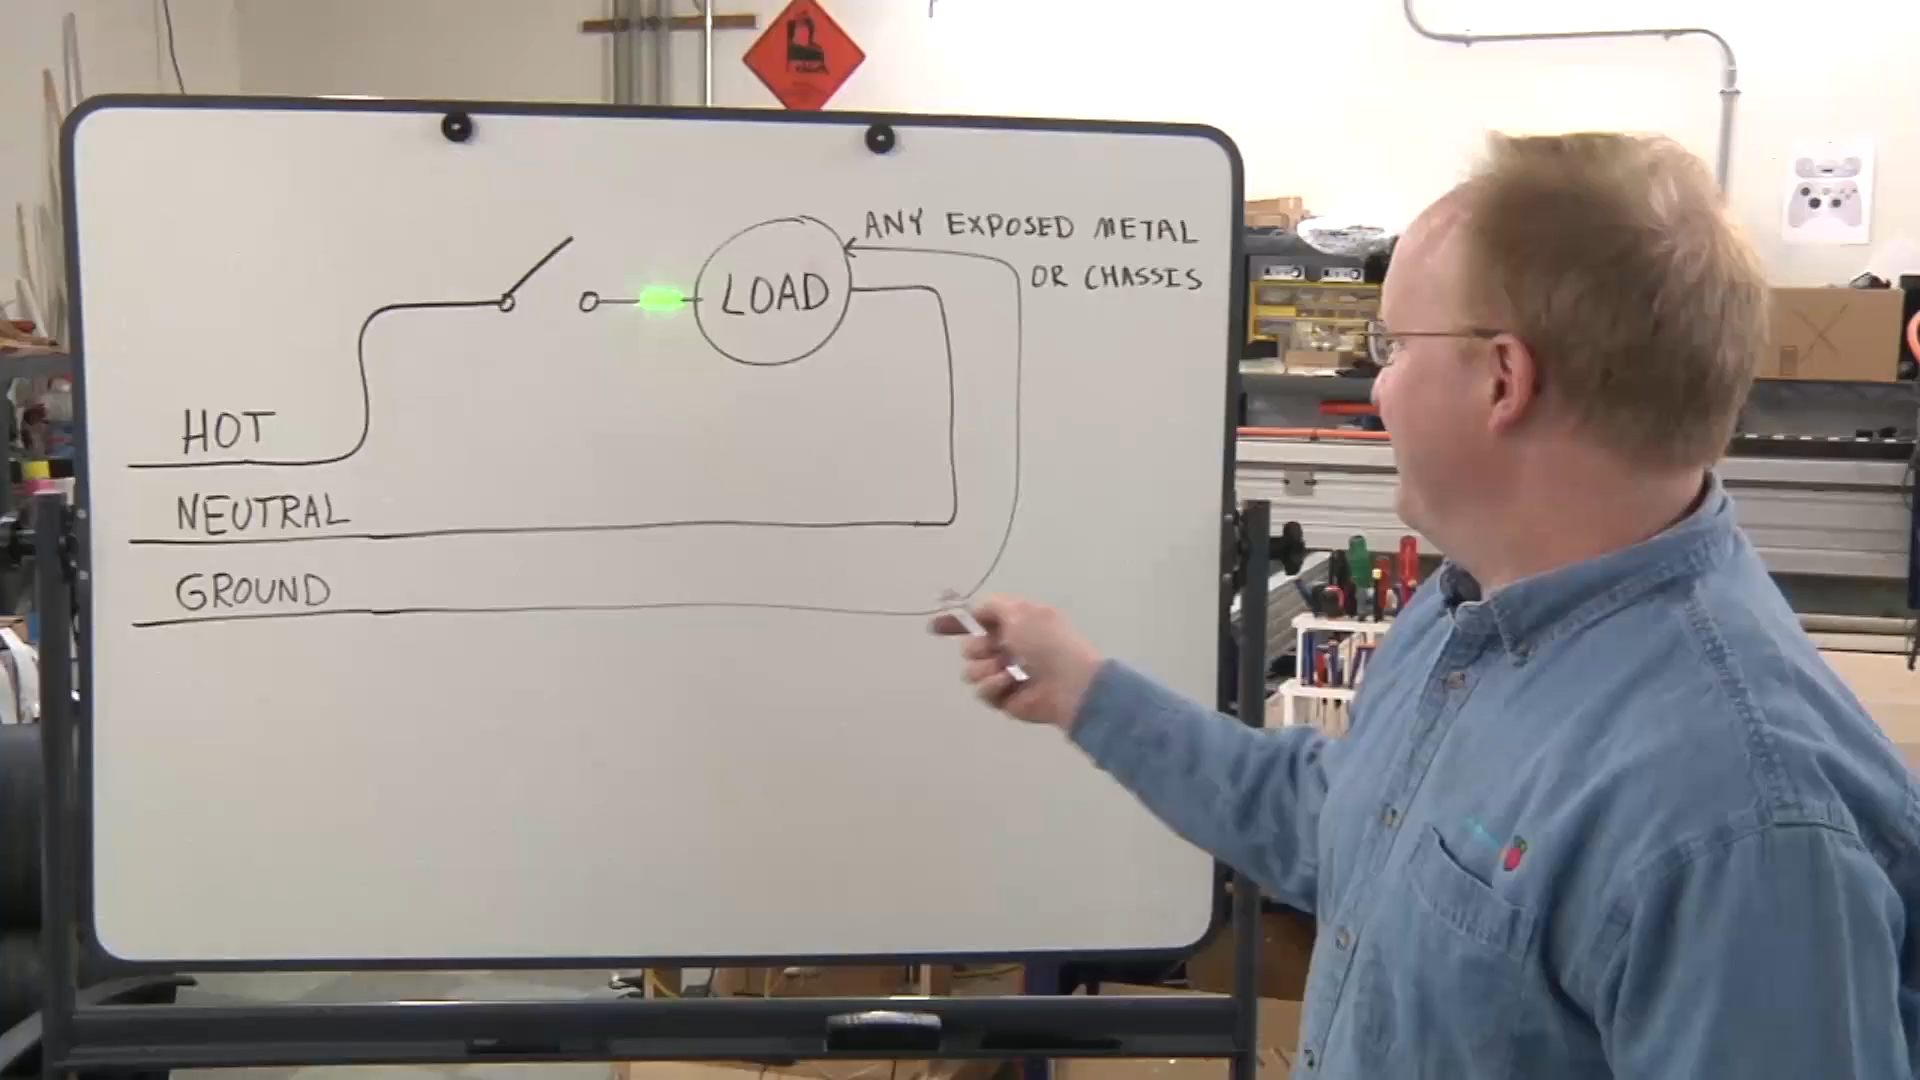 ANY EXPOSED METAL
OR CHASSIS
LOAD
HOT
NEUTRAL
GROUND